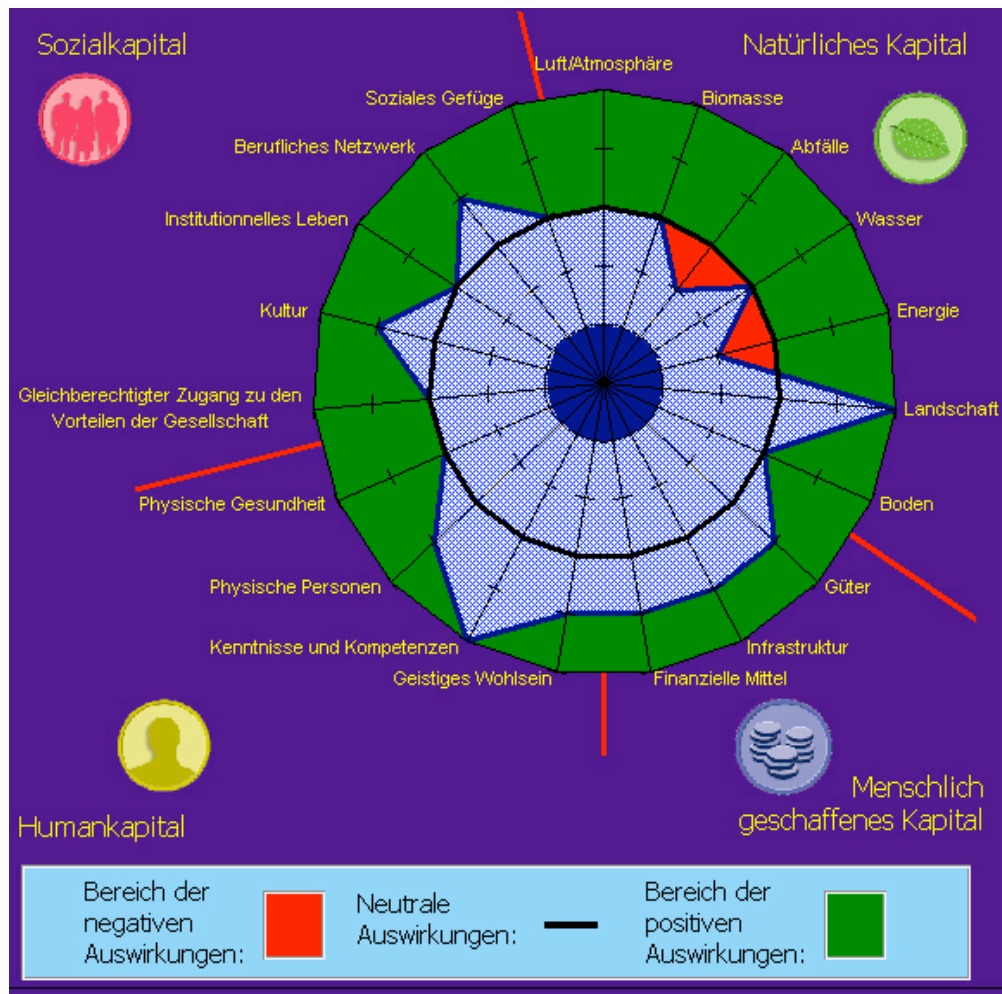 Sozialkapital
Natürliches Kapital
Luft/Atmosphäre
Soziales Gefüge
Biomasse
Berufliches Netzwerk
Abfälle
Institutionnelles Leben
Wasser
Kultur
Energie
Gleichberechtigter Zugang zu den
Vorteilen der Gesellschaft
Landschaft
Physische Gesundheit
Boden
Physische Personen
Güter
Kenntnisse und Kompetenzen
Infrastruktur
Geistiges Wohlsein
Finanzielle Mittel
Humankapital
Menschlich
geschaffenes Kapital
Bereich der
negativen
Auswirkungen:
Neutrale
Auswirkungen:
Bereich der
positiven
Auswirkungen: